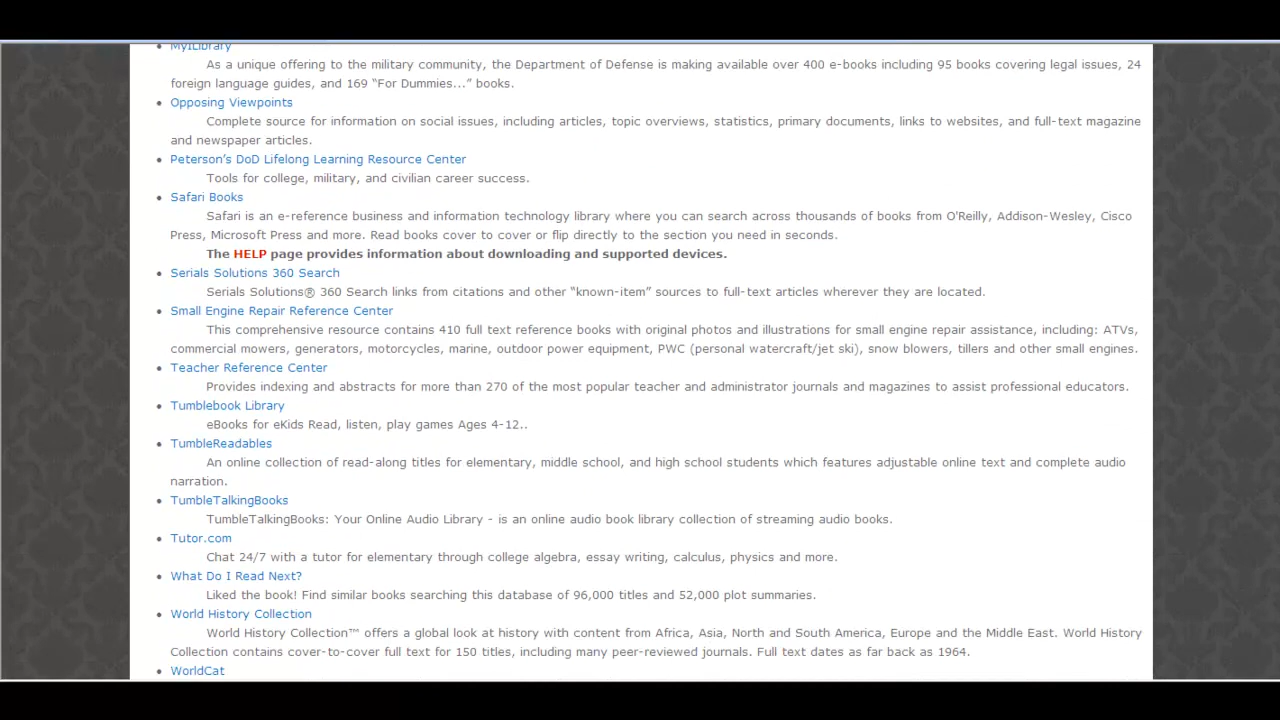 MyiLibrary
As a unique offering to the military community, the Department of Defense is making available over 400 e-books including 95 books covering legal issues, 24
foreign language guides, and 169 “For Dummies...” books.
Opposing Viewpoints
Complete source for information on social issues, including articles, topic overviews, statistics, primary documents, links to websites, and full-text magazine
and newspaper articles.
Peterson’s DoD Lifelong Learning Resource Center
Tools for college, military, and civilian career success.
Safari Books
Safari is an e-reference business and information technology library where you can search across thousands of books from O'Reilly, Addison-Wesley, Cisco
Press, Microsoft Press and more. Read books cover to cover or flip directly to the section you need in seconds.
The HELP page provides information about downloading and supported devices.
Serials Solutions 360 Search
Serials Solutions® 360 Search links from citations and other “known-item” sources to full-text articles wherever they are located.
Small Engine Repair Reference Center
This comprehensive resource contains 410 full text reference books with original photos and illustrations for small engine repair assistance, including: ATVs,
commercial mowers, generators, motorcycles, marine, outdoor power equipment, PWC (personal watercraft/jet ski), snow blowers, tillers and other small engines.
Teacher Reference Center
Provides indexing and abstracts for more than 270 of the most popular teacher and administrator journals and magazines to assist professional educators.
Tumblebook Library
eBooks for eKids Read, listen, play games Ages 4-12..
TumbleReadables
An online collection of read-along titles for elementary, middle school, and high school students which features adjustable online text and complete audio
narration.
TumbleTalkingBooks
TumbleTalkingBooks: Your Online Audio Library - is an online audio book library collection of streaming audio books.
Tutor.com
Chat 24/7 with a tutor for elementary through college algebra, essay writing, calculus, physics and more.
What Do I Read Next?
Liked the book! Find similar books searching this database of 96,000 titles and 52,000 plot summaries.
World History Collection
World History Collection™ offers a global look at history with content from Africa, Asia, North and South America, Europe and the Middle East. World History
Collection contains cover-to-cover full text for 150 titles, including many peer-reviewed journals. Full text dates as far back as 1964.
WorldCat